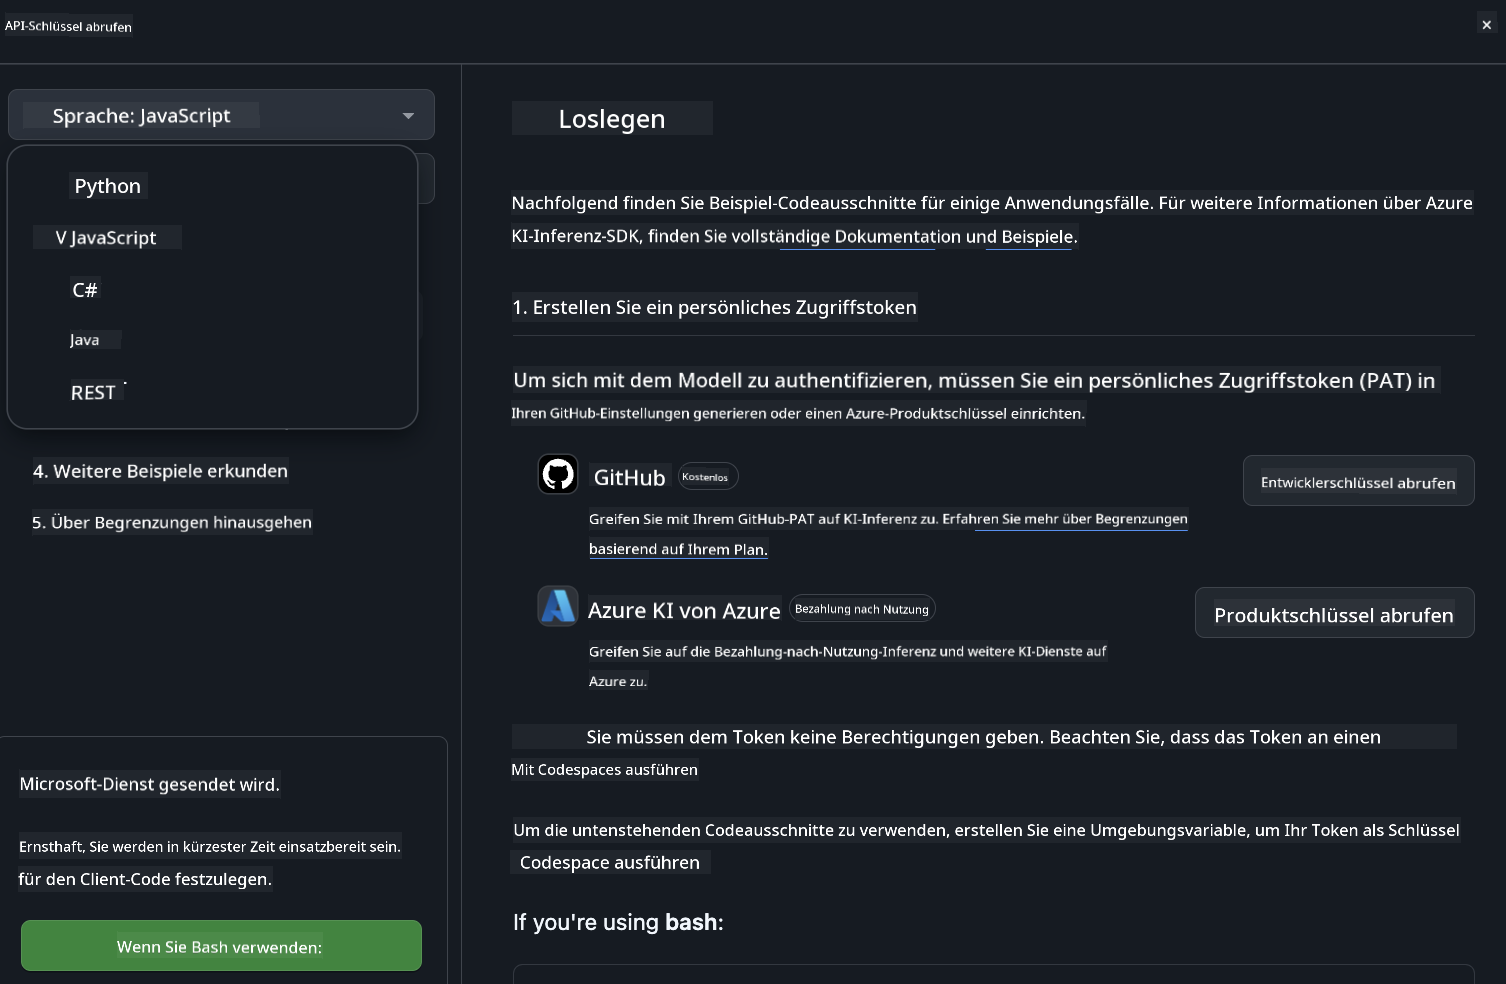 API-Schlüssel abrufen
×
Sprache: JavaScript
Python
V JavaScript
C#
Java
REST
4. Weitere Beispiele erkunden
5. Über Begrenzungen hinausgehen
Microsoft-Dienst gesendet wird.
Ernsthaft, Sie werden in kürzester Zeit einsatzbereit sein.
für den Client-Code festzulegen.
Wenn Sie Bash verwenden:
Loslegen
Nachfolgend finden Sie Beispiel-Codeausschnitte für einige Anwendungsfälle. Für weitere Informationen über Azure
KI-Inferenz-SDK, finden Sie vollständige Dokumentation und Beispiele.
1. Erstellen Sie ein persönliches Zugriffstoken
Um sich mit dem Modell zu authentifizieren, müssen Sie ein persönliches Zugriffstoken (PAT) in
Ihren GitHub-Einstellungen generieren oder einen Azure-Produktschlüssel einrichten.
GitHub Kostenlos
Entwicklerschlüssel abrufen
Greifen Sie mit Ihrem GitHub-PAT auf KI-Inferenz zu. Erfahren Sie mehr über Begrenzungen
basierend auf Ihrem Plan.
Azure KI von Azure Bezahlung nach Nutzung
Produktschlüssel abrufen
Greifen Sie auf die Bezahlung-nach-Nutzung-Inferenz und weitere KI-Dienste auf
Azure zu.
Sie müssen dem Token keine Berechtigungen geben. Beachten Sie, dass das Token an einen
Mit Codespaces ausführen
Um die untenstehenden Codeausschnitte zu verwenden, erstellen Sie eine Umgebungsvariable, um Ihr Token als Schlüssel
Codespace ausführen
If you're using bash: